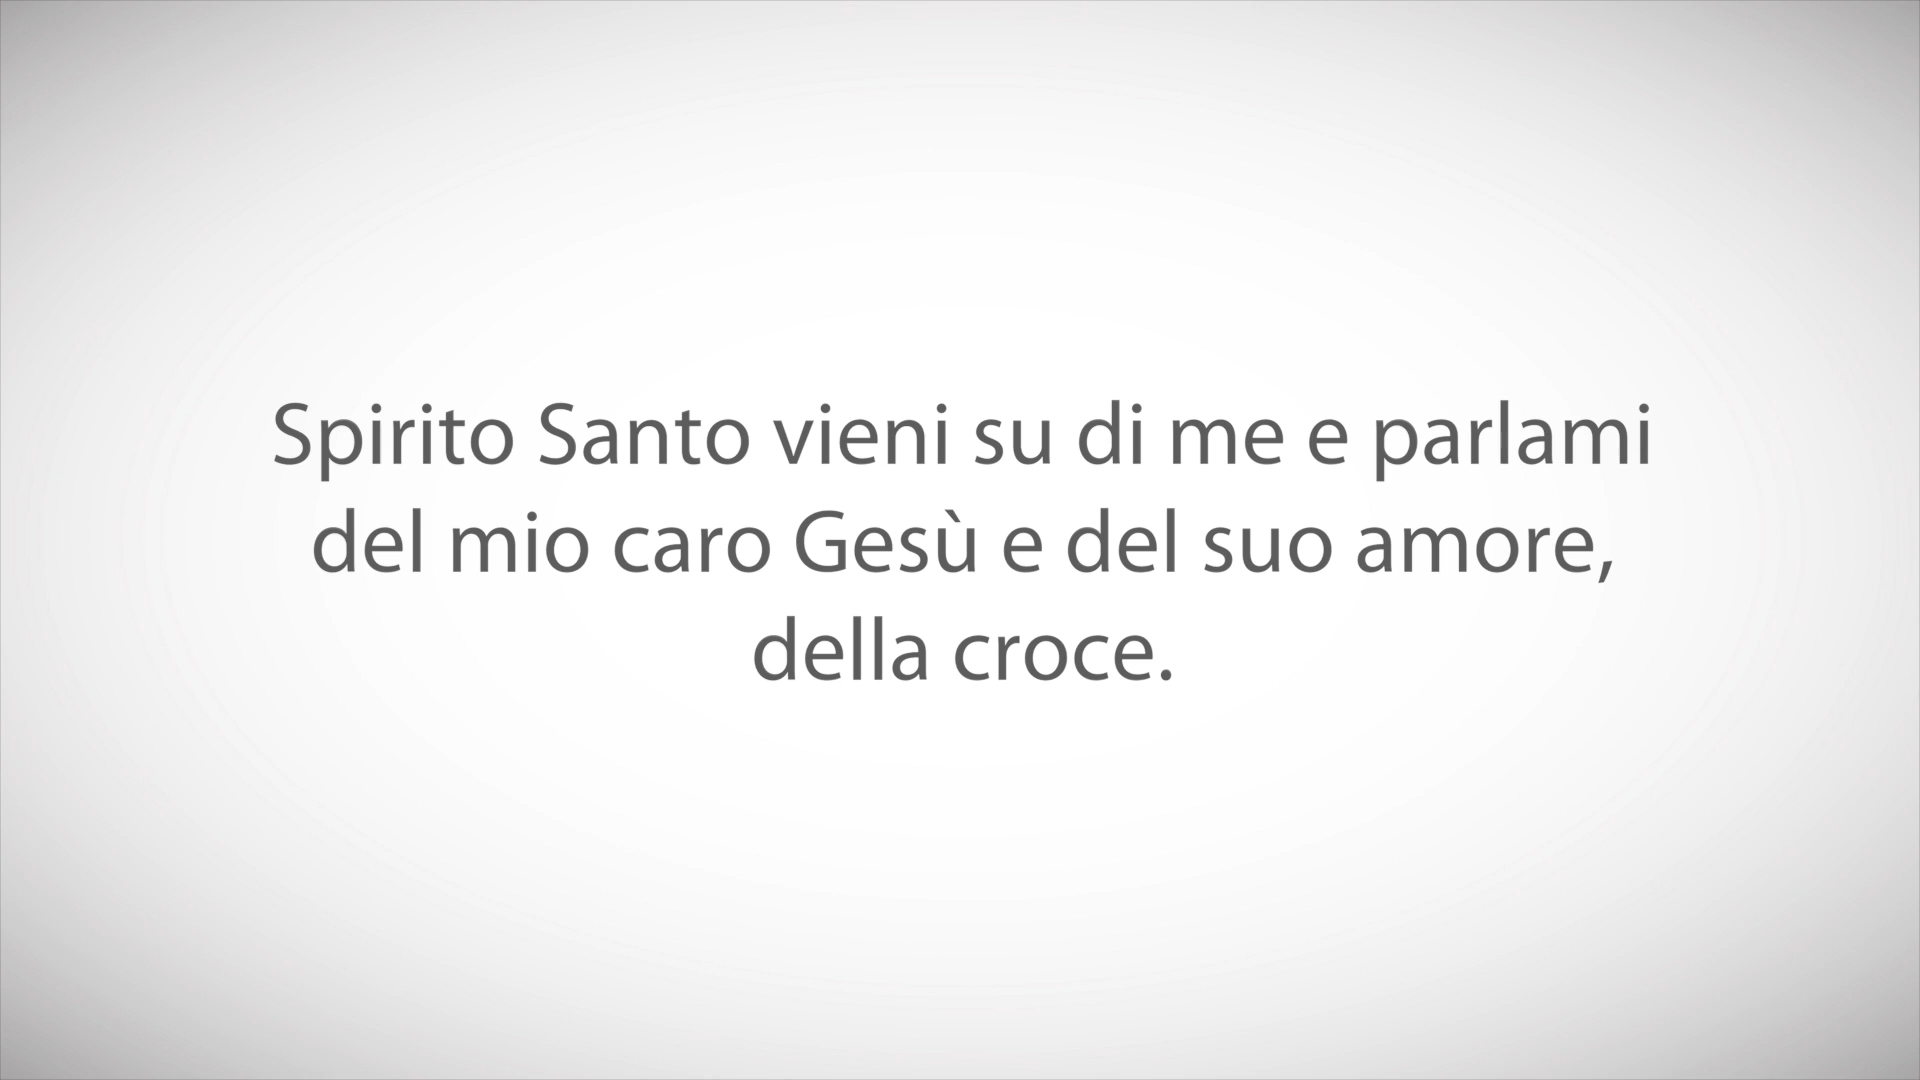 Spirito Santo vieni su di me e parlami
del mio caro Gesù e del suo amore,
della croce.